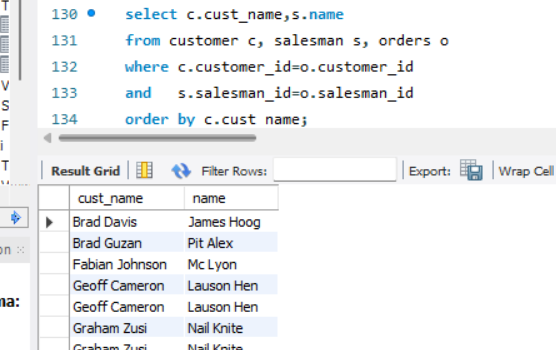 T
130 select c.cust_name,s.name
131 from customer c, salesman s, orders o
132 where c.customer_id=o.customer_id
V
133 and s.salesman_id=o.salesman_id
S
F
134 order by c.cust_name;
i
T
Result Grid Filter Rows: Export: Wrap Cell
cust_name name
Brad Davis James Hoog
on
Brad Guzan Pit Alex
Fabian Johnson Mc Lyon
Geoff Cameron Lauson Hen
ma:
Geoff Cameron Lauson Hen
Graham Zusi Nail Knite
Graham Zusi Nail Knite